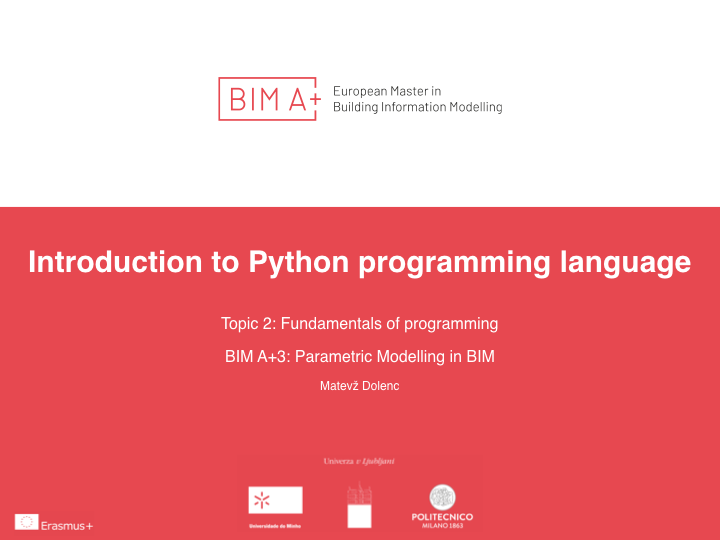 BIM A+
European Master in
Building Information Modelling
Introduction to Python programming language
Topic 2: Fundamentals of programming
BIM A+3: Parametric Modelling in BIM
Matevž Dolenc
Univerza v Ljubljani
Universidade do Minho
POLITECNICO
MILANO 1863
Erasmus+